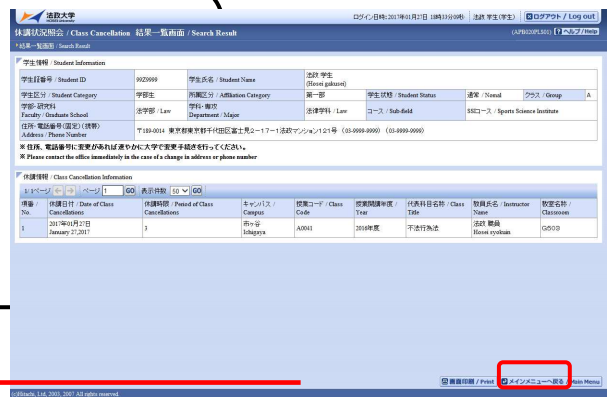 法政大学
HOSEI University
ログイン日時:2017年01月27日 18時33分09秒 法政 学生(学生) ログアウト / Log out
休講状況照会 / Class Cancellation 結果一覧画面 / Search Result (APB020PLS01) ヘルプ/Help
結果一覧画面 / Search Result
学生情報 / Student Information
学生証番号 / Student ID 99Z9999 学生氏名 / Student Name 法政 学生 (Hosei gakusei)
学生区分 / Student Category 学部生 所属区分 / Affiliation Category 第一部 学生状態 / Student Status 通常 / Nomal クラス / Group A
学部・研究科 Faculty / Graduate School 法学部 / Law 学科・専攻 Department / Major 法律学科 / Law コース / Sub-field SSIコース / Sports Science Institute
住所・電話番号(固定)(携帯) Address / Phone Number 〒189-0014 東京都東京都千代田区富士見2-17-1法政マンション121号 (03-9999-9999) (03-9999-9999)
※ 住所、電話番号に変更があれば速やかに大学で変更手続きを行ってください。
※ Please contact the office immediately in the case of a change in address or phone number
休講情報 / Class Cancellation Infomation
1/1ページ ページ 1 GO 表示件数 50 GO
項番 / No. 休講日付 / Date of Class Cancellations 休講時限 / Period of Class Cancellations キャンパス / Campus 授業コード / Class Code 授業開講年度 / Year 代表科目名称 / Class Title 教員氏名 / Instructor Name 教室名称 / Classroom
1 2017年01月27日 January 27,2017 3 市ヶ谷 Ichigaya A0041 2016年度 不法行為法 法政 職員 Hosei syokuin G503
画面印刷 / Print メインメニューへ戻る / Main Menu
(c)Hitachi, Ltd. 2003, 2007 All rights reserved.